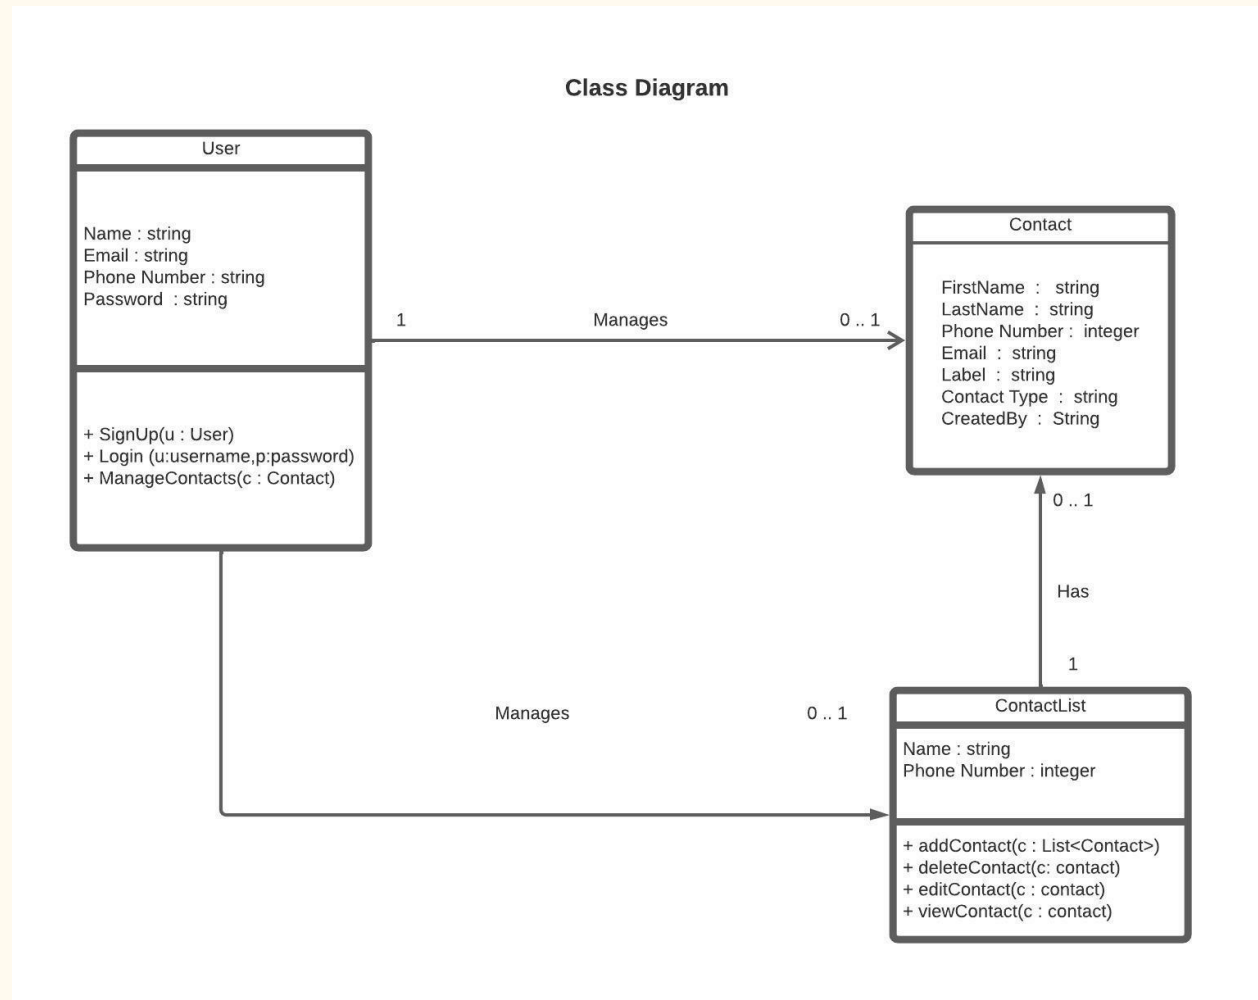 Class Diagram
User
Name : string
Email : string
Phone Number : string
Password  : string
+ SignUp(u : User)
+ Login (u:username,p:password)
+ ManageContacts(c : Contact)
1
Manages
0 .. 1
Contact
FirstName  :   string
LastName  :  string
Phone Number :  integer
Email  :  string
Label  :  string
Contact Type  :  string
CreatedBy  :  String
0 .. 1
Has
1
Manages
0 .. 1
ContactList
Name : string
Phone Number : integer
+ addContact(c : List<Contact>)
+ deleteContact(c: contact)
+ editContact(c : contact)
+ viewContact(c : contact)